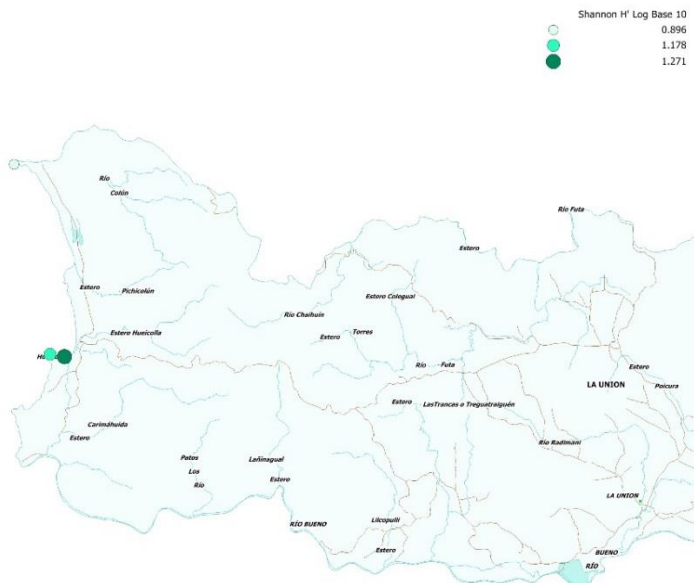 Shannon H' Log Base 10
0.896
1.178
1.271
Río
Colún
Río Futa
Estero
Estero
Pichicolún
Estero Colegual
Río Chaihuín
Estero Hueicolla
Estero
Torres
Río Futa
Estero
Poicura
LA UNION
Estero
LasTrancas o Treguatraiguén
Carimáhuida
Estero
Río Radimani
Patos
Los
Río
Lañinagual
Estero
LA UNION
RÍO BUENO
Lilcopulli
Estero
BUENO
RÍO